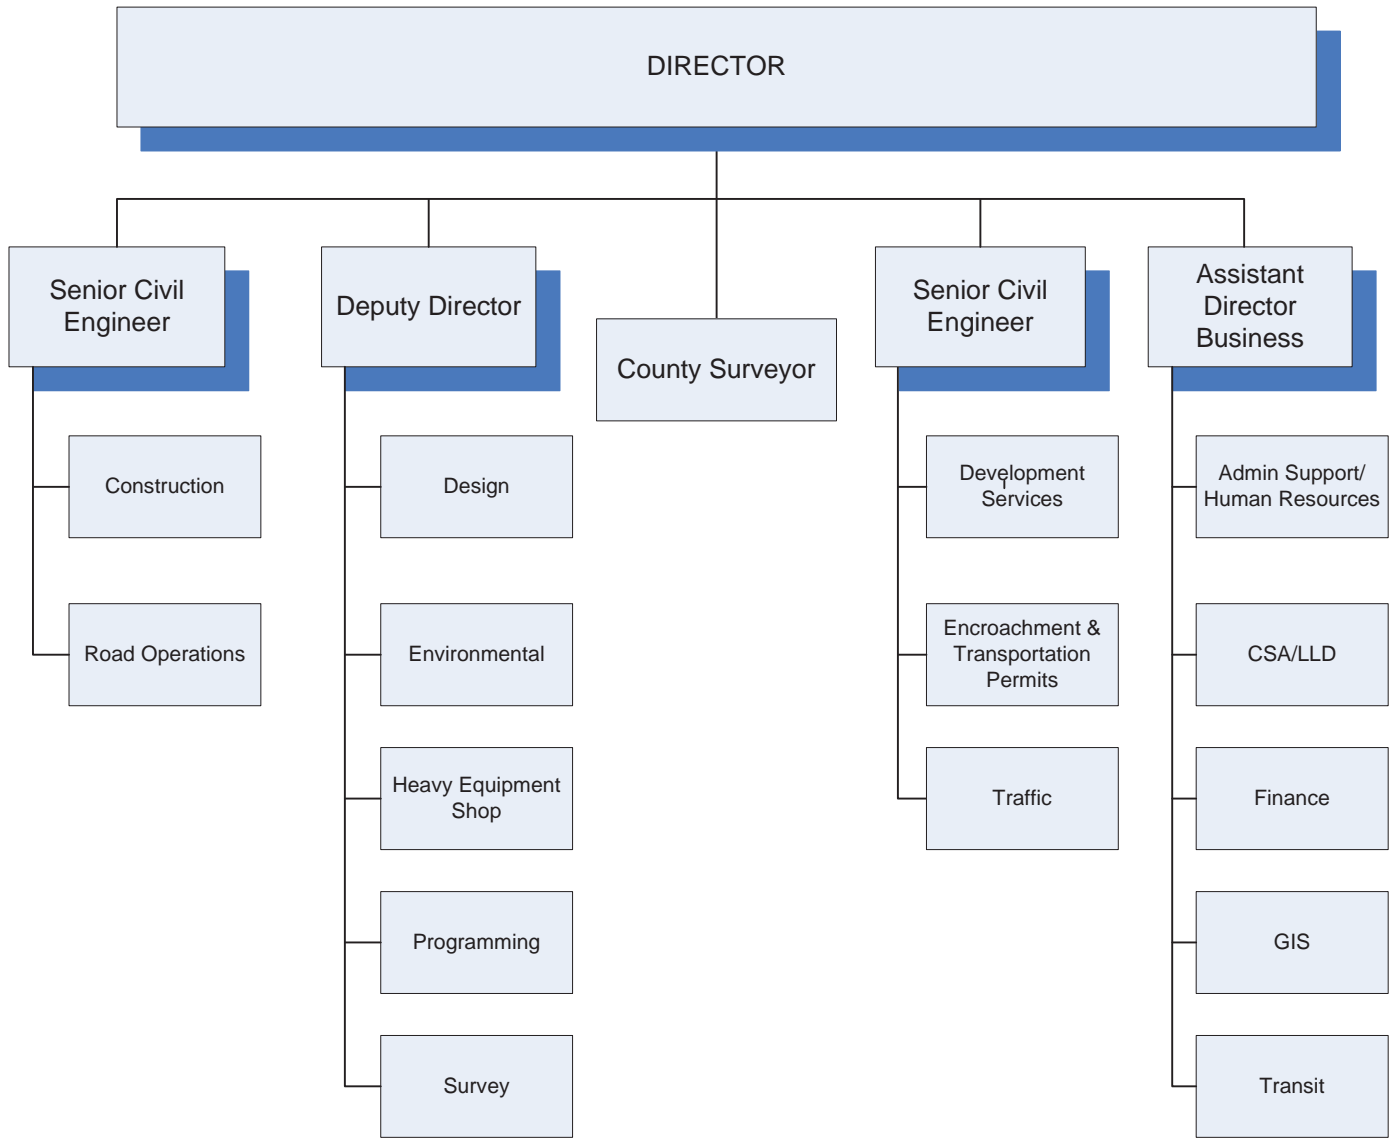 DIRECTOR
Senior Civil
Engineer
Deputy Director
County Surveyor
Senior Civil
Engineer
Assistant
Director
Business
Construction
Road Operations
Design
Environmental
Heavy Equipment
Shop
Programming
Survey
Development
Services
Encroachment &
Transportation
Permits
Traffic
Admin Support/
Human Resources
CSA/LLD
Finance
GIS
Transit